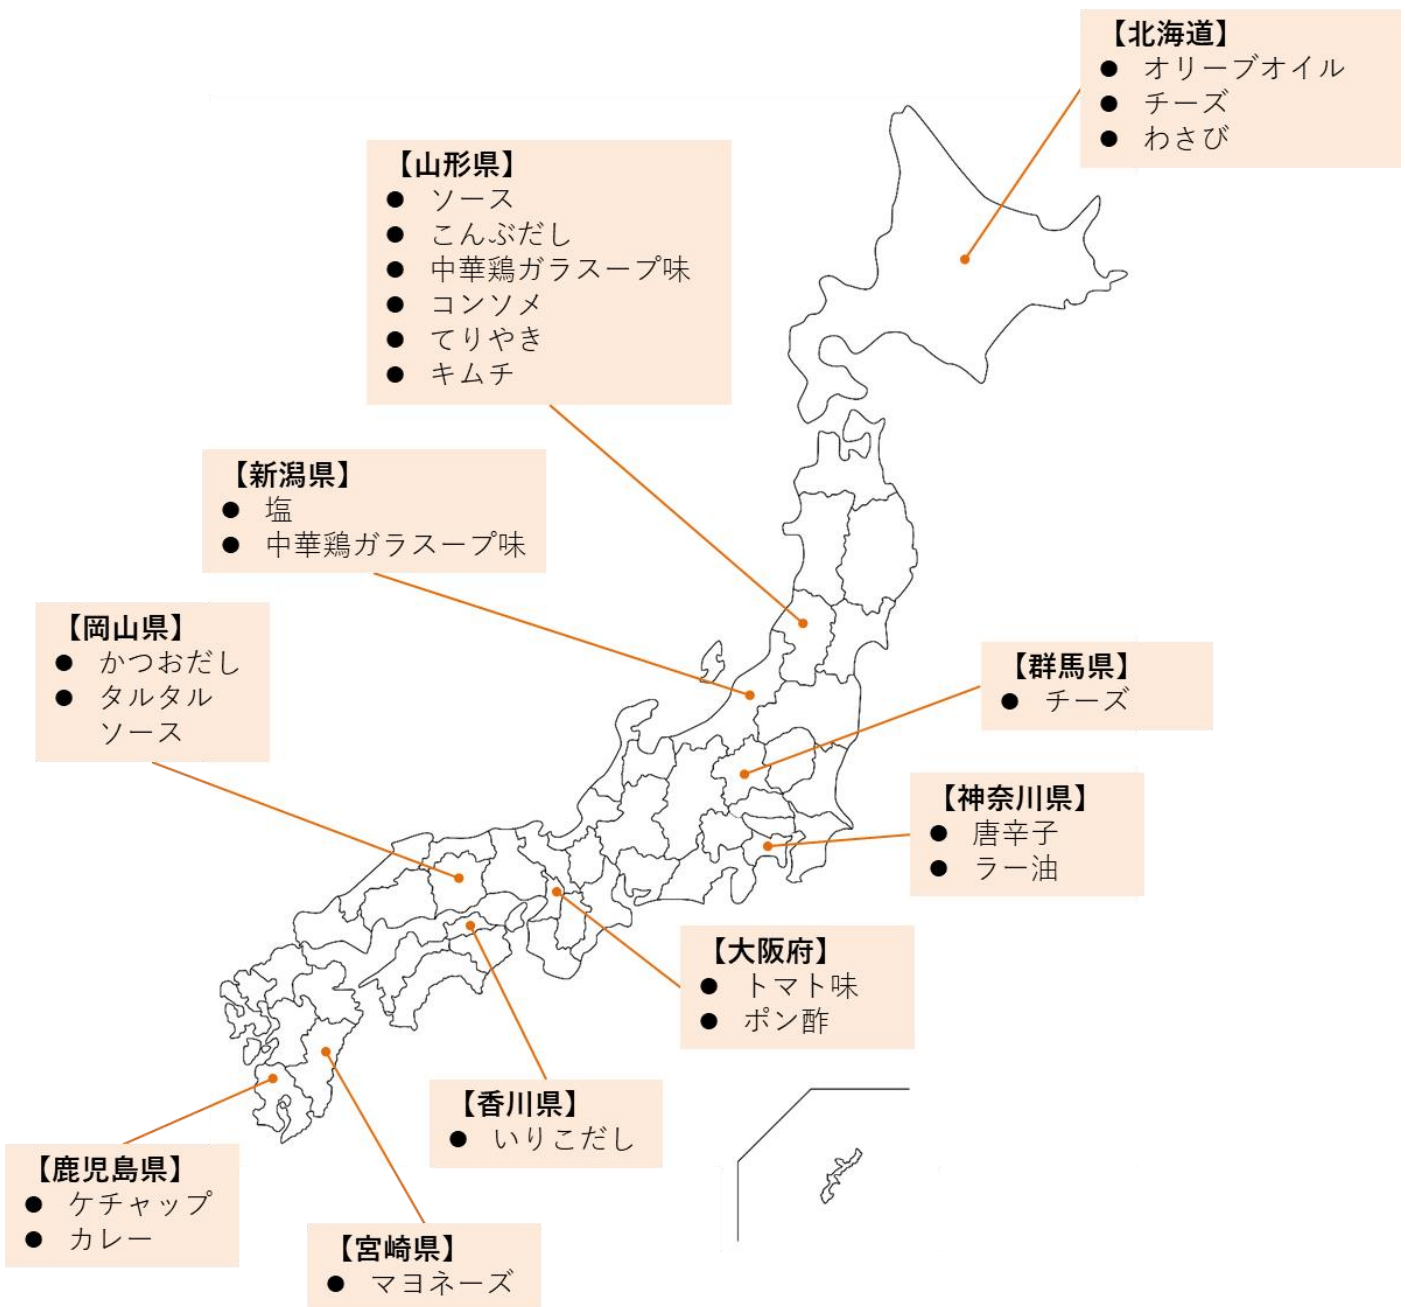 【北海道】
● オリーブオイル
● チーズ
● わさび
【山形県】
● ソース
● こんぶだし
● 中華鶏ガラスープ味
● コンソメ
● てりやき
● キムチ
【新潟県】
● 塩
● 中華鶏ガラスープ味
【岡山県】
● かつおだし
● タルタル
ソース
【群馬県】
● チーズ
【神奈川県】
● 唐辛子
● ラー油
【大阪府】
● トマト味
● ポン酢
【香川県】
● いりこだし
【鹿児島県】
● ケチャップ
● カレー
【宮崎県】
● マヨネーズ